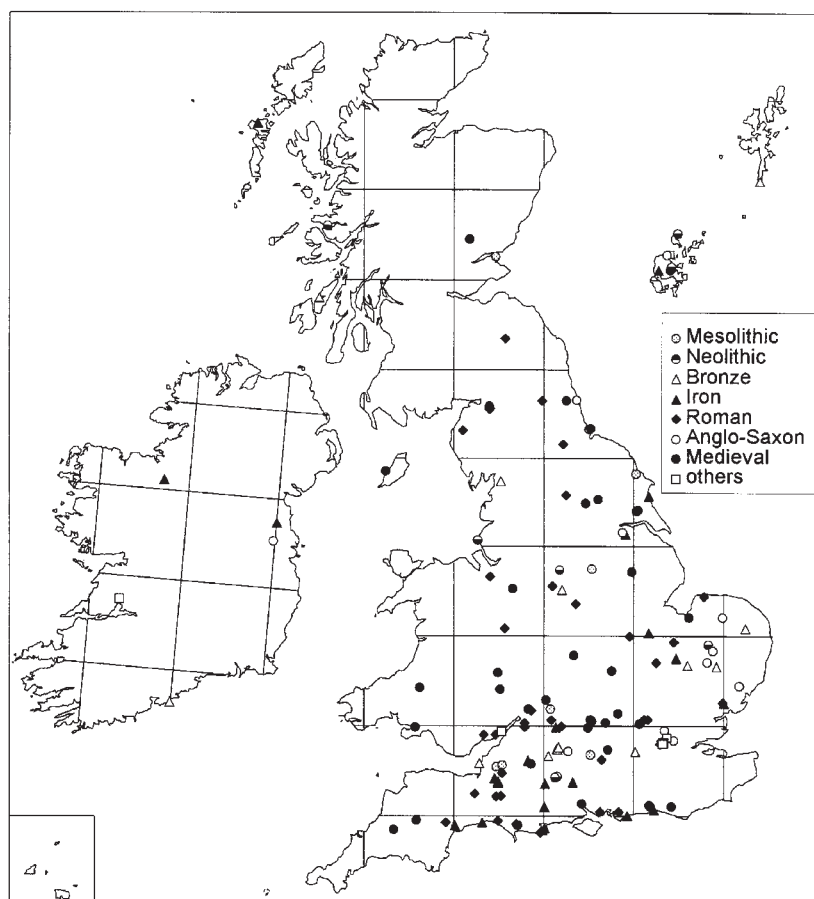 Mesolithic
Neolithic
Bronze
Iron
Roman
Anglo-Saxon
Medieval
others